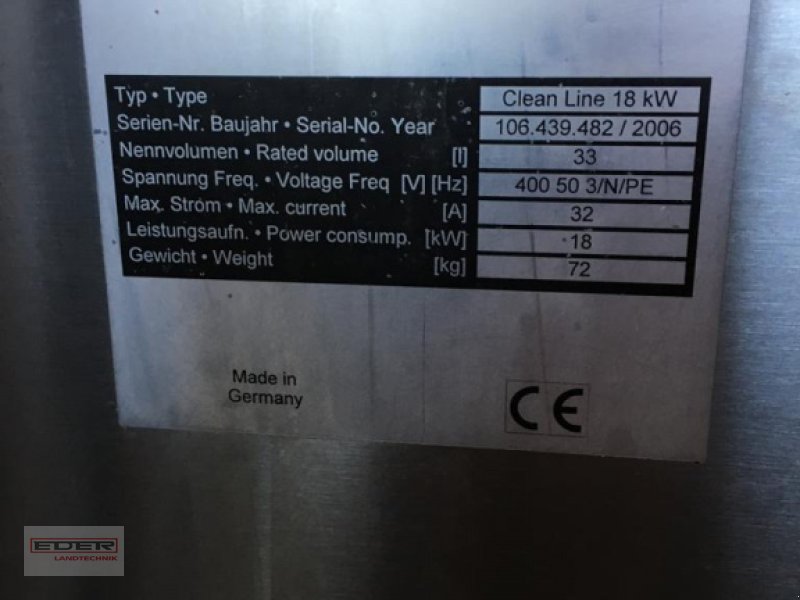 Typ • Type Clean Line 18 kW
Serien-Nr. Baujahr • Serial-No. Year 106.439.482 / 2006
Nennvolumen • Rated volume [l] 33
Spannung Freq. • Voltage Freq [V] [Hz] 400 50 3/N/PE
Max. Strom • Max. current [A] 32
Leistungsaufn. • Power consump. [kW] 18
Gewicht • Weight [kg] 72
Made in
Germany
CE
EDER
LANDTECHNIK